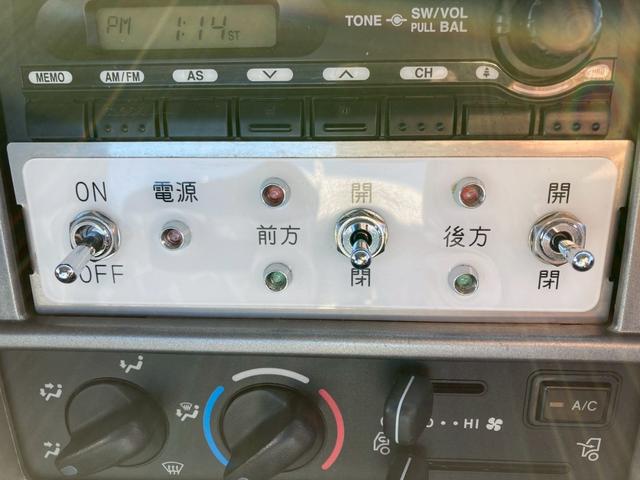 PM 1:14 ST
TONE SW/VOL
PULL BAL
MEMO AM/FM AS CH
ON 電源 開 開
前方 後方
OFF 閉 閉
HI A/C